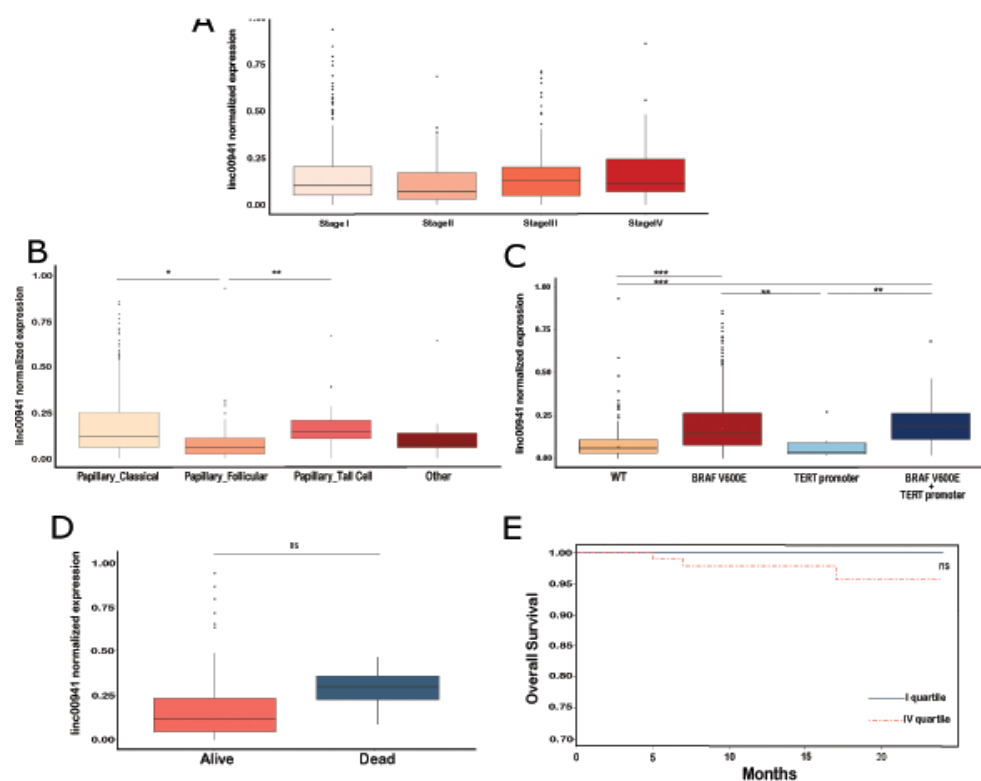 A
linc00941 normalized expression
1.00
0.75
0.50
0.25
0.00
Stage I
StageII
StageIII
StageIV
B
linc00941 normalized expression
1.00
0.75
0.50
0.25
0.00
*
**
Papillary_Classical
Papillary_Follicular
Papillary_Tall Cell
Other
C
linc00941 normalized expression
1.00
0.75
0.50
0.25
0.00
***
***
**
**
WT
BRAF V600E
TERT promoter
BRAF V600E
+
TERT promoter
D
linc00941 normalized expression
1.00
0.75
0.50
0.25
0.00
ns
Alive
Dead
E
Overall Survival
1.00
0.95
0.90
0.85
0.80
0.75
0.70
ns
I quartile
IV quartile
0
5
10
15
20
Months